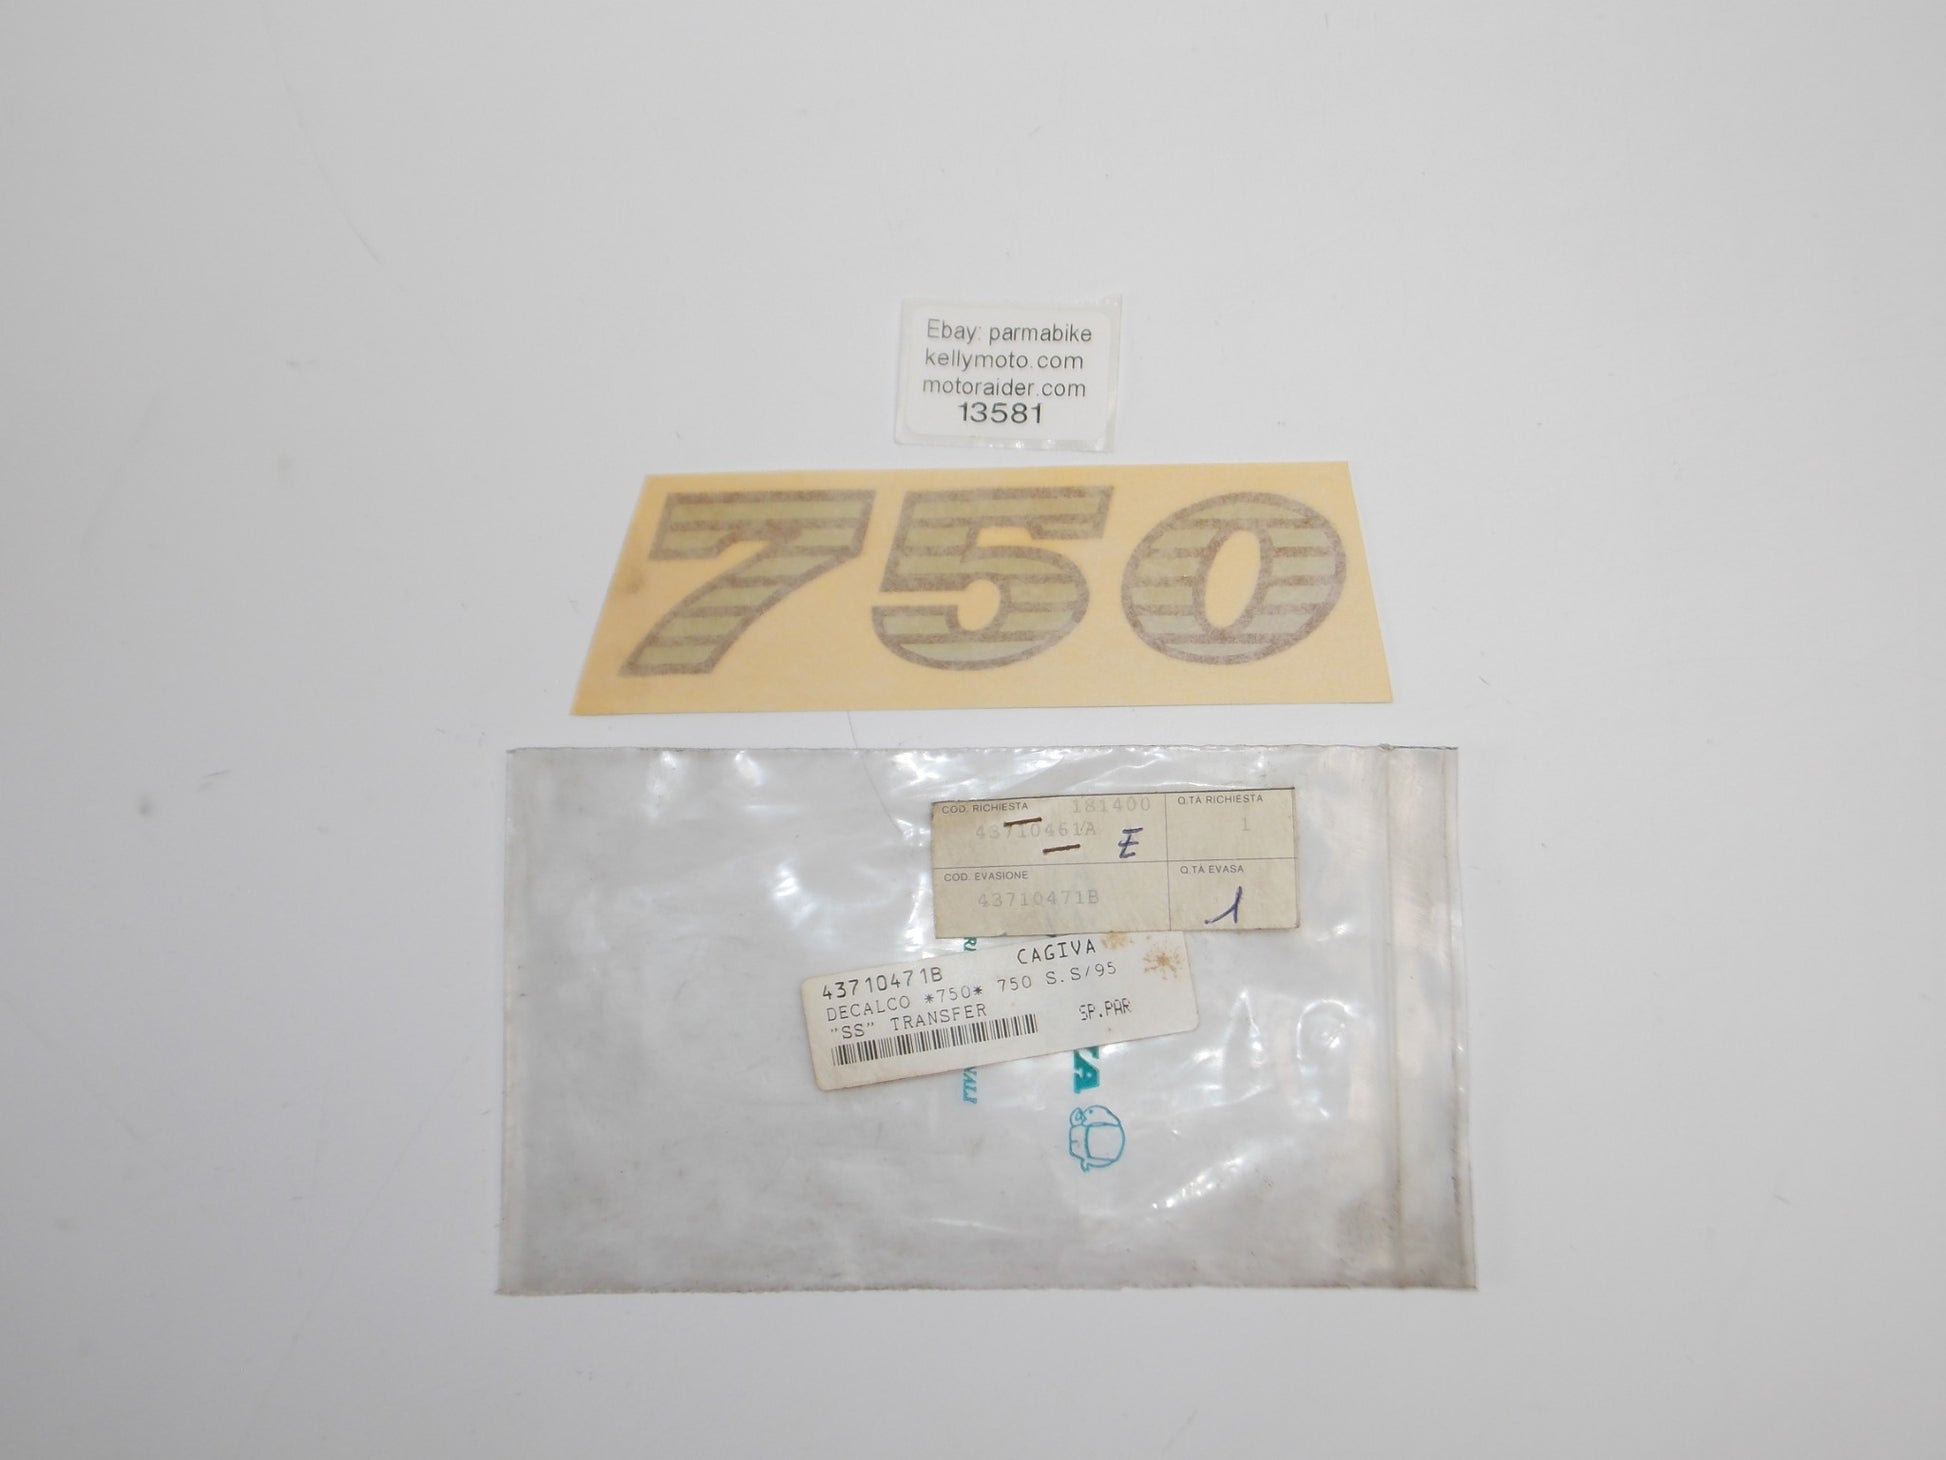 Ebay: parmabike
kellymoto.com
motoraider.com
13581
750
COD. RICHIESTA 181400
43710461A E
Q.TA RICHIESTA
1
COD. EVASIONE
43710471B
Q.TA EVASA
1
43710471B CAGIVA
DECALCO *750* 750 S.S/95
"SS" TRANSFER SP.PAR